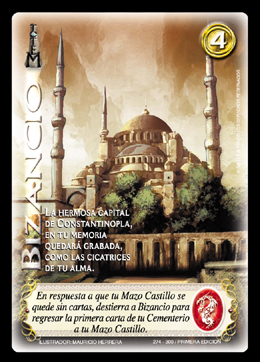 4
BIZANCIO
LA HERMOSA CAPITAL
DE CONSTANTINOPLA,
EN TU MEMORIA
QUEDARÁ GRABADA,
COMO LAS CICATRICES
DE TU ALMA.
En respuesta a que tu Mazo Castillo se
quede sin cartas, destierra a Bizancio para
regresar la primera carta de tu Cementerio
a tu Mazo Castillo.
ILUSTRADOR: MAURICIO HERRERA
274 - 300 / PRIMERA EDICIÓN